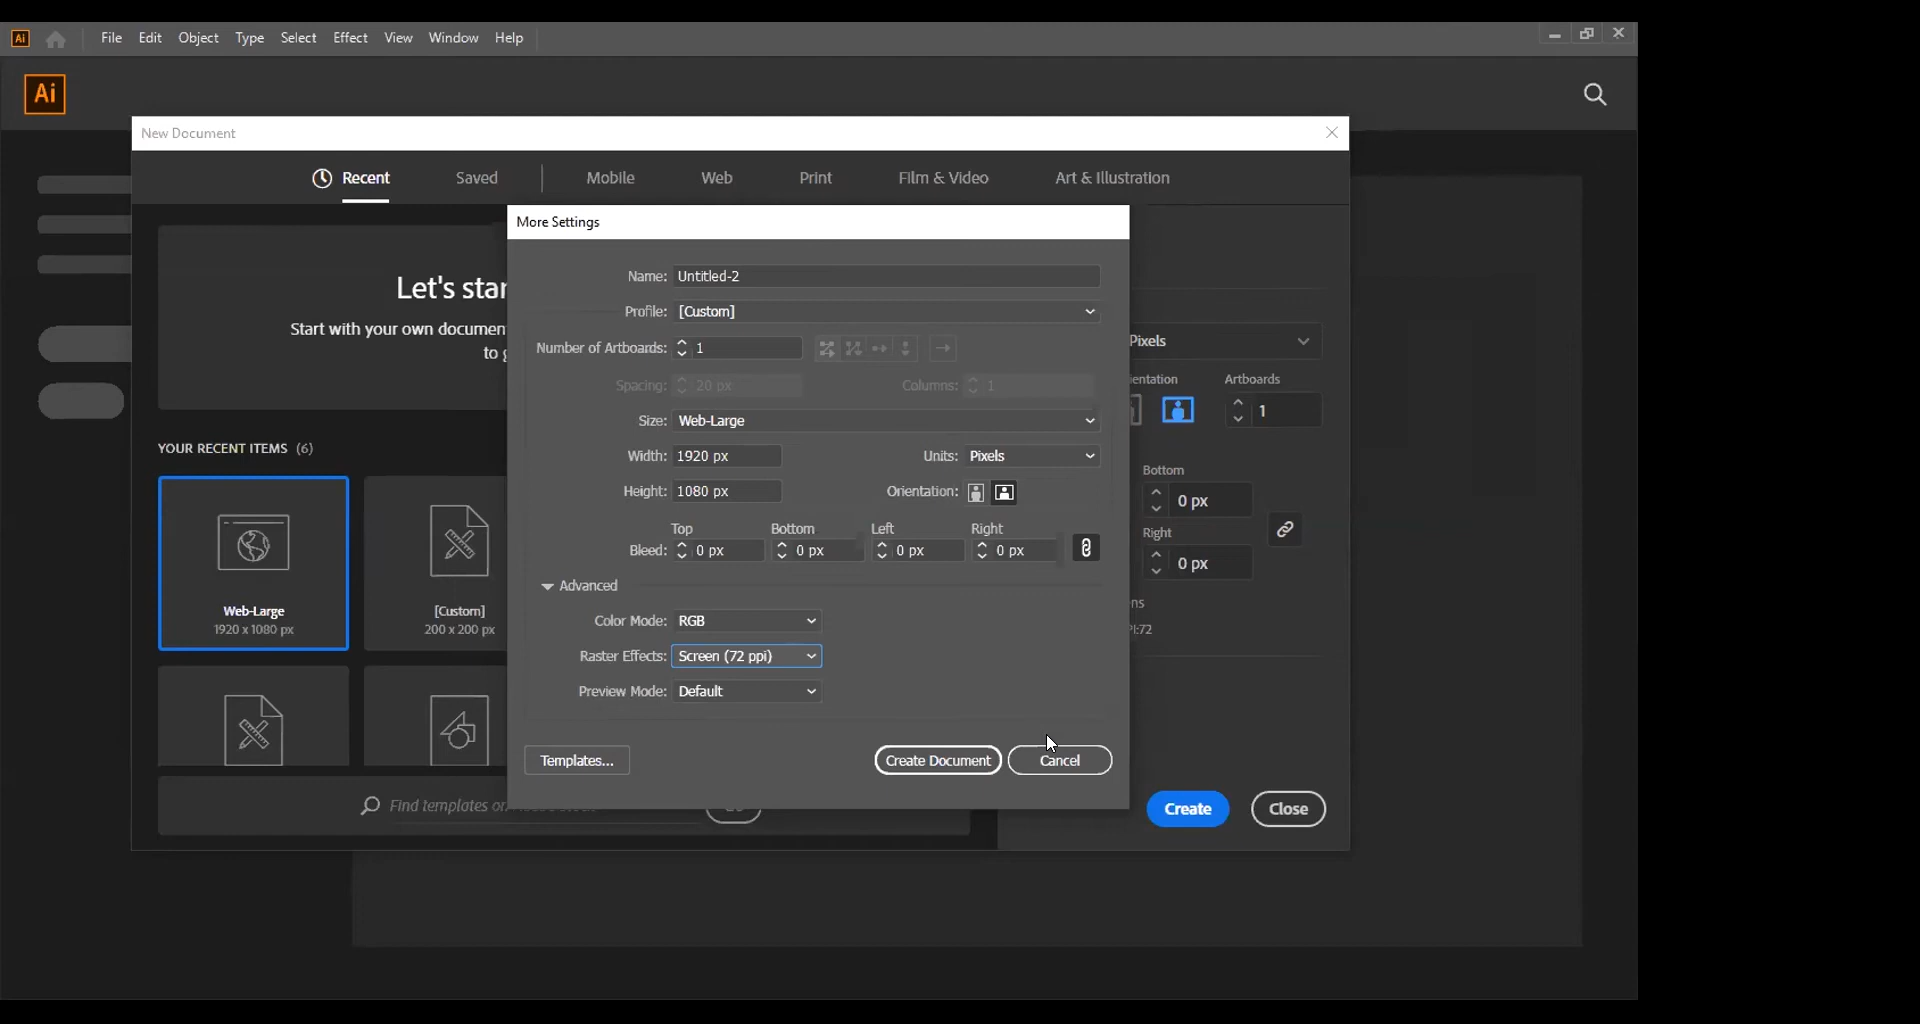 Ai
File Edit Object Type Select Effect View Window Help
Ai
New Document
Recent Saved Mobile Web Print Film & Video Art & Illustration
More Settings
Let's star
Start with your own documen
to
YOUR RECENT ITEMS (6)
Web-Large
1920 x 1080 px
[Custom]
200 x 200 px
Name: Untitled-2
Profile: [Custom]
Number of Artboards: 1
Spacing: 20 px Columns: 1
Size: Web-Large
Width: 1920 px Units: Pixels
Height: 1080 px Orientation:
Top Bottom Left Right
Bleed: 0 px 0 px 0 px 0 px
Advanced
Color Mode: RGB
Raster Effects: Screen (72 ppi)
Preview Mode: Default
Templates... Create Document Cancel
Pixels
ientation Artboards
1
Bottom
0 px
Right
0 px
ns
PI:72
Find templates on
Create Close